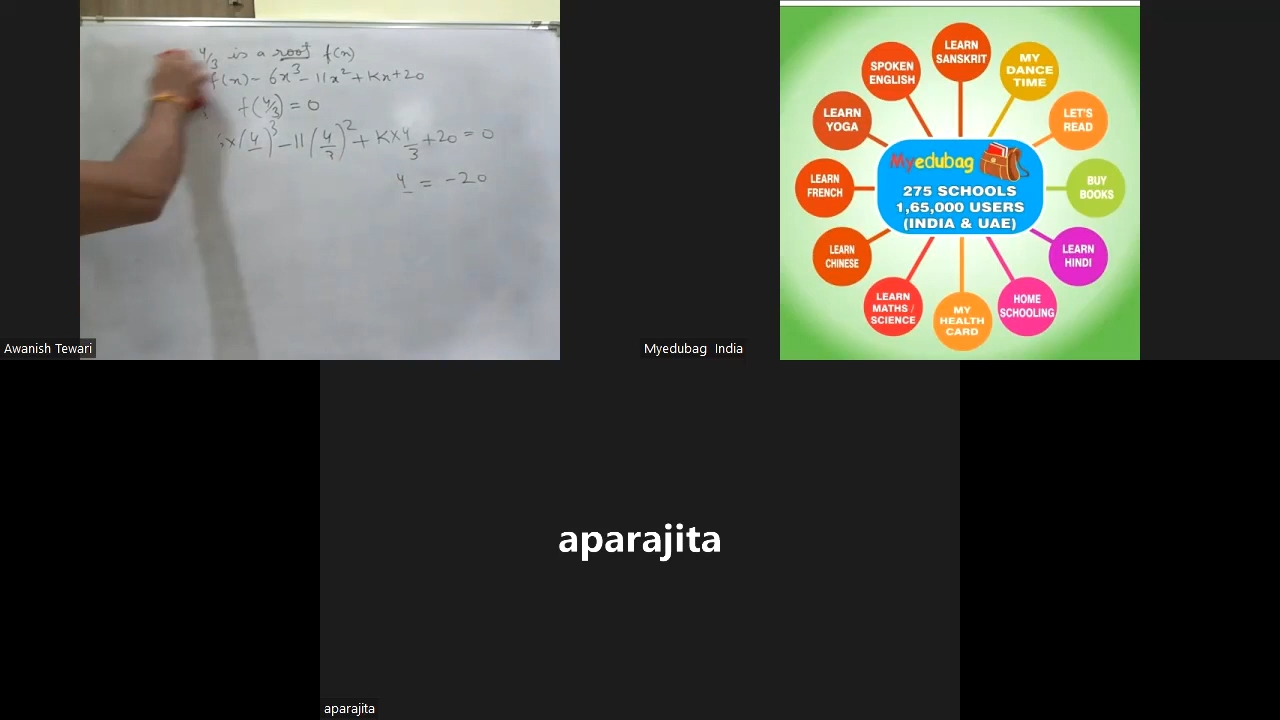 4/3 is a root f(x)
f(x) - 6x³ - 11x² + Kx + 20
f(4/3) = 0
x(4/ )³ - 11(4/3)² + K×4/3 + 20 = 0
4 = -20
Awanish Tewari
LEARN SANSKRIT
SPOKEN ENGLISH
MY DANCE TIME
LEARN YOGA
LET'S READ
Myedubag
LEARN FRENCH
275 SCHOOLS
1,65,000 USERS
(INDIA & UAE)
BUY BOOKS
LEARN CHINESE
LEARN HINDI
LEARN MATHS / SCIENCE
MY HEALTH CARD
HOME SCHOOLING
Myedubag India
aparajita
aparajita